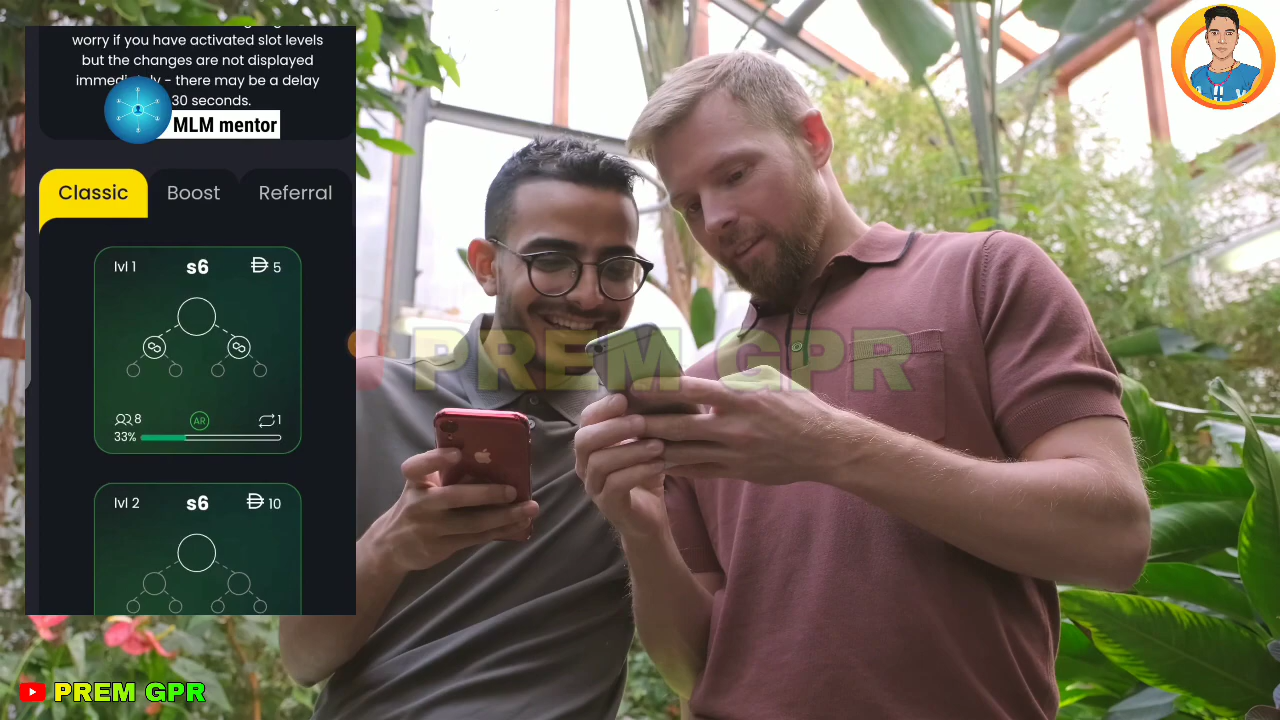 worry if you have activated slot levels
but the changes are not displayed
30 seconds.
MLM mentor
Classic
Boost
Referral
lvl 1
s6
5
8
AR
1
33%
lvl 2
s6
10
PREM GPR
PREM GPR